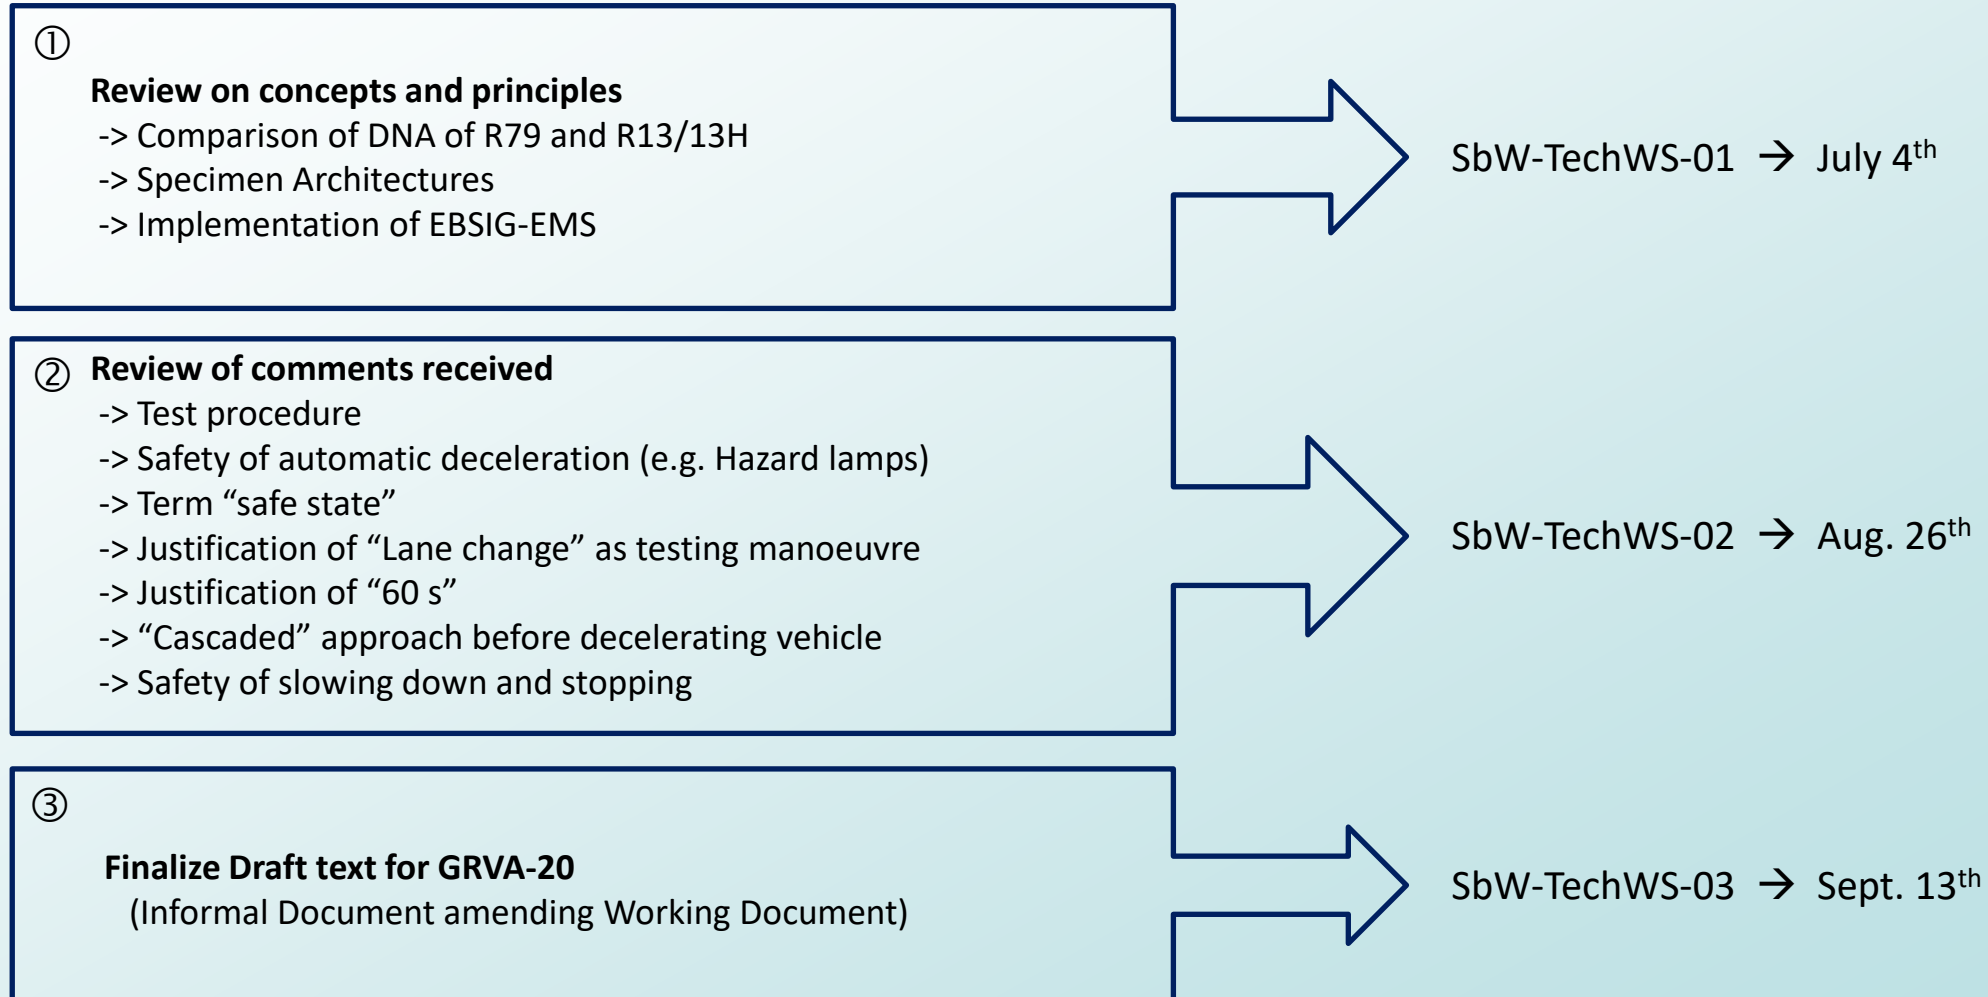 ①
Review on concepts and principles
-> Comparison of DNA of R79 and R13/13H
-> Specimen Architectures
-> Implementation of EBSIG-EMS
SbW-TechWS-01 → July 4th
② Review of comments received
-> Test procedure
-> Safety of automatic deceleration (e.g. Hazard lamps)
-> Term “safe state”
-> Justification of “Lane change” as testing manoeuvre
-> Justification of “60 s”
-> “Cascaded” approach before decelerating vehicle
-> Safety of slowing down and stopping
SbW-TechWS-02 → Aug. 26th
③
Finalize Draft text for GRVA-20
(Informal Document amending Working Document)
SbW-TechWS-03 → Sept. 13th